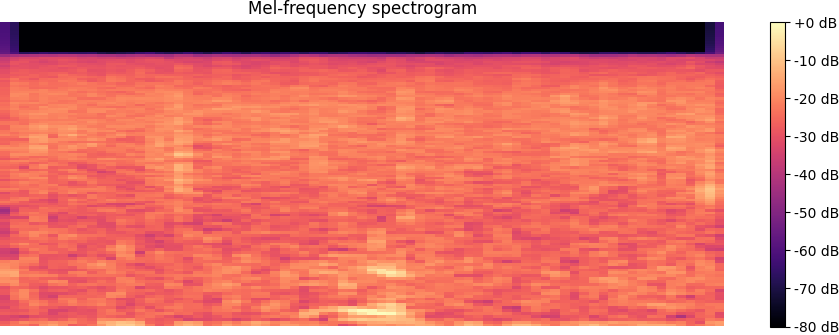 Mel-frequency spectrogram
+0 dB
-10 dB
-20 dB
-30 dB
-40 dB
-50 dB
-60 dB
-70 dB
-80 dB